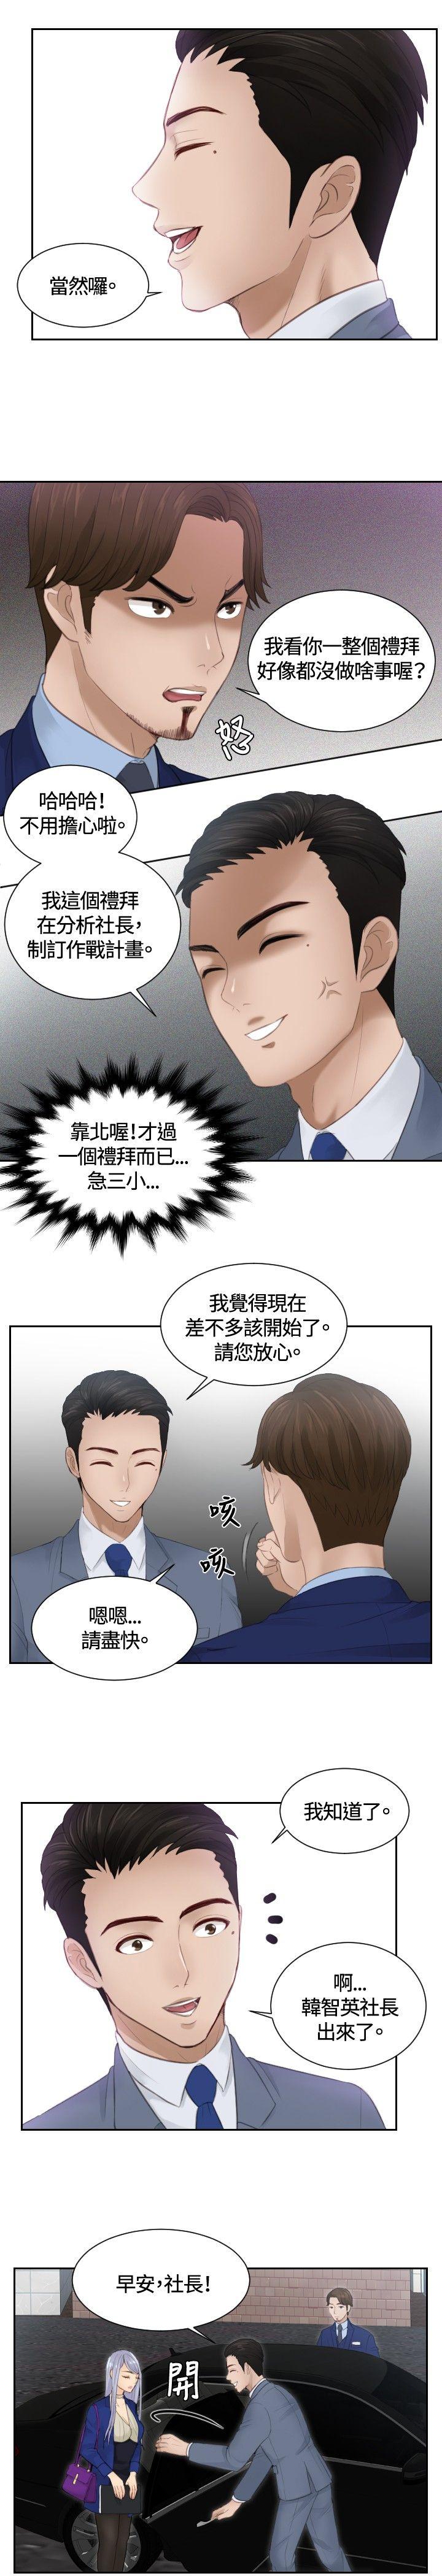 當然囉。
我看你一整個禮拜
好像都沒做啥事喔?
怒
哈哈哈!
不用擔心啦。
我這個禮拜
在分析社長,
制訂作戰計畫。
靠北喔!才過
一個禮拜而已...
急三小...
我覺得現在
差不多該開始了。
請您放心。
咳
咳
嗯嗯...
請盡快。
我知道了。
啊...
韓智英社長
出來了。
早安,社長!
開